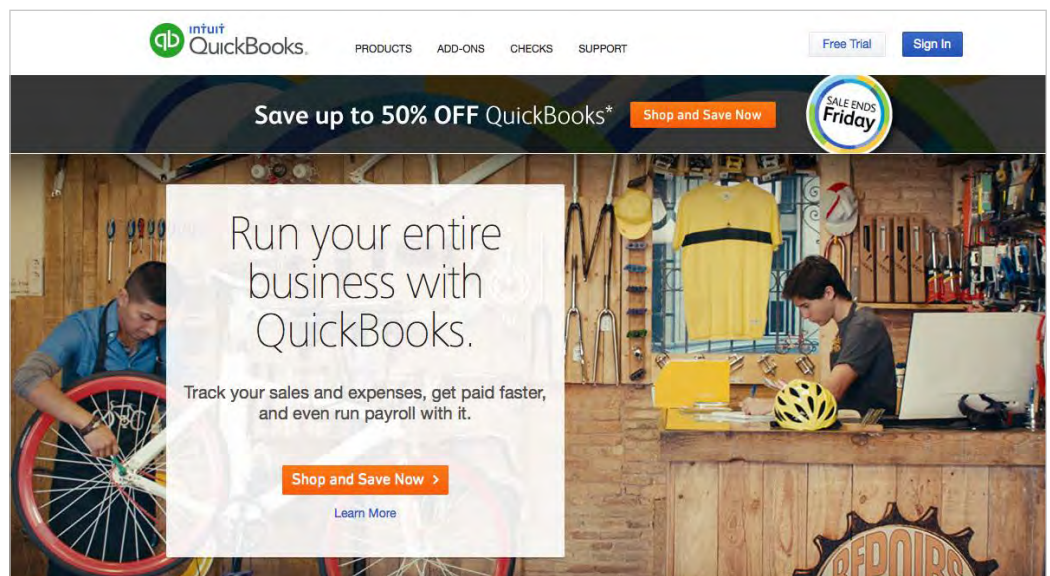 intuit
QuickBooks.
PRODUCTS ADD-ONS CHECKS SUPPORT
Free Trial
Sign In
Save up to 50% OFF QuickBooks*
Shop and Save Now
SALE ENDS
Friday
Run your entire
business with
QuickBooks.
Track your sales and expenses, get paid faster,
and even run payroll with it.
Shop and Save Now >
Learn More
REPAIRS